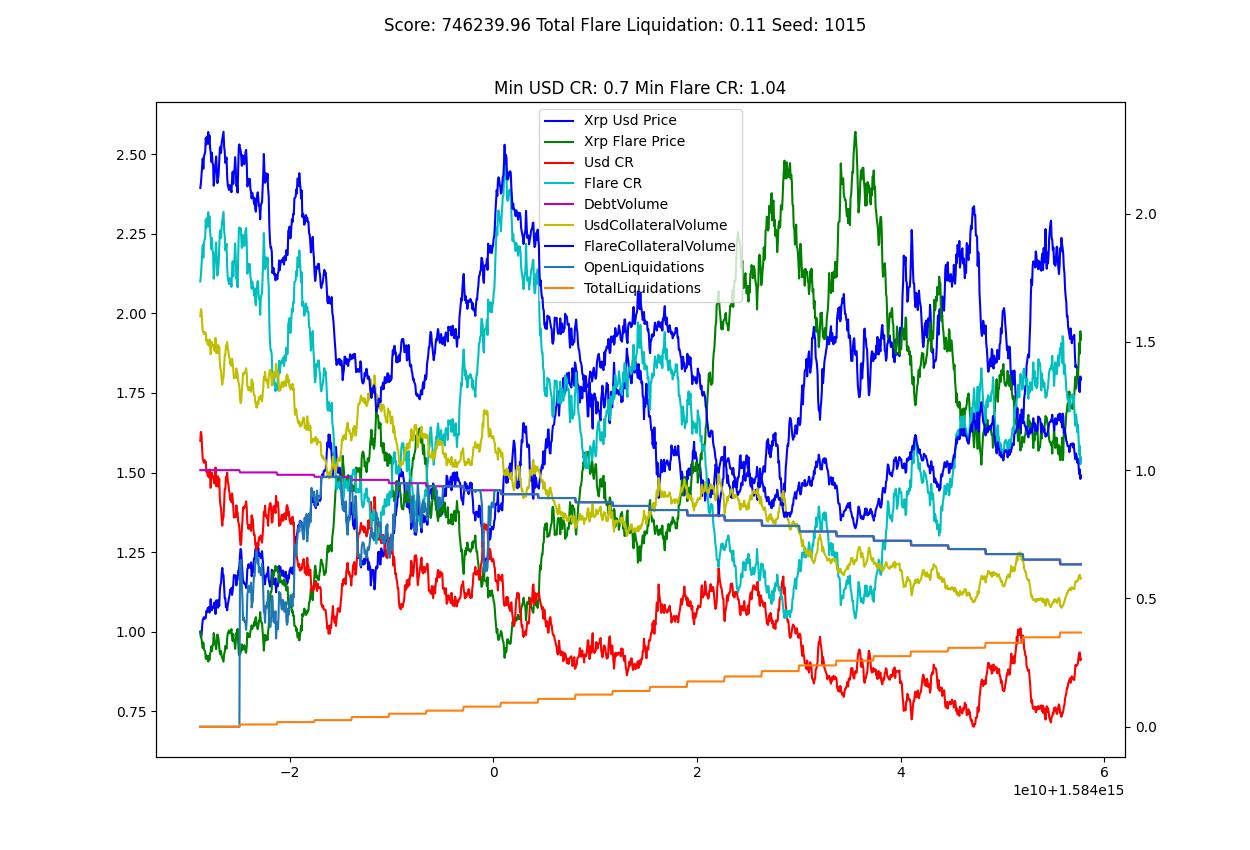 Score: 746239.96 Total Flare Liquidation: 0.11 Seed: 1015
Min USD CR: 0.7 Min Flare CR: 1.04
Xrp Usd Price
Xrp Flare Price
Usd CR
Flare CR
DebtVolume
UsdCollateralVolume
FlareCollateralVolume
OpenLiquidations
TotalLiquidations
2.50
2.25
2.00
1.75
1.50
1.25
1.00
0.75
2.0
1.5
1.0
0.5
0.0
−2 0 2 4 6
1e10+1.584e15